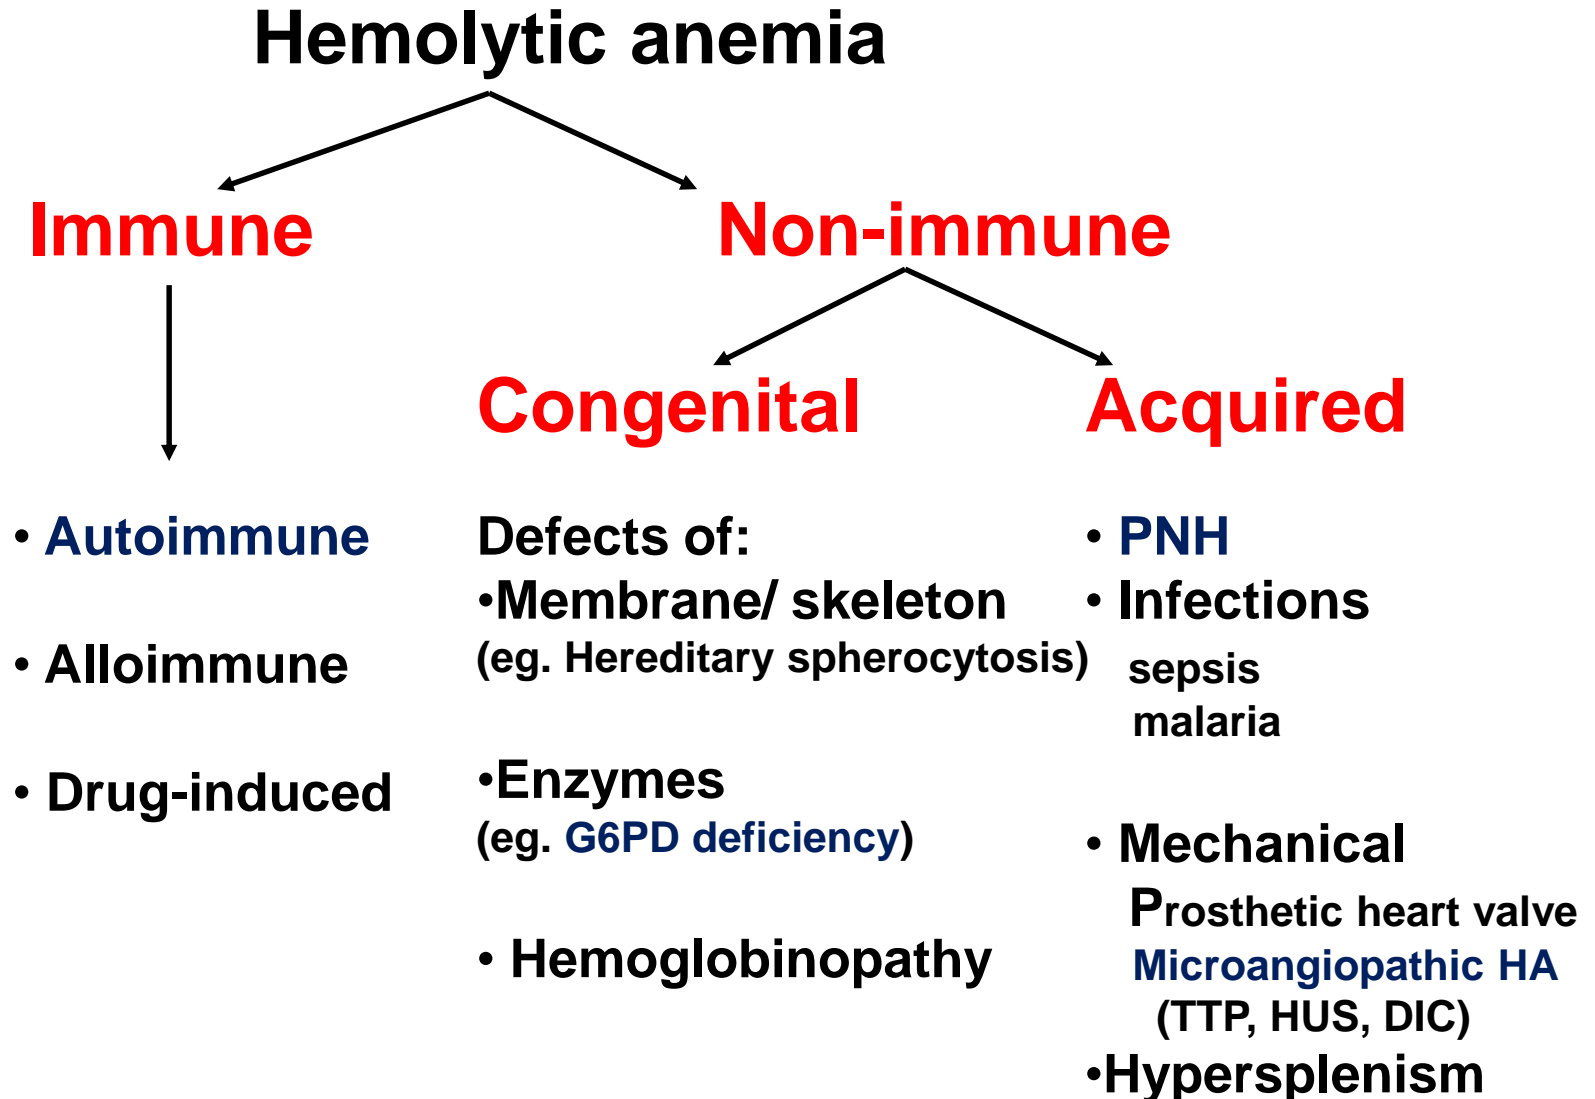 Hemolytic anemia
Immune
Non-immune
Congenital
Acquired
• Autoimmune
• Alloimmune
• Drug-induced
Defects of:
•Membrane/ skeleton
(eg. Hereditary spherocytosis)
•Enzymes
(eg. G6PD deficiency)
• Hemoglobinopathy
• PNH
• Infections
sepsis
malaria
• Mechanical
Prosthetic heart valve
Microangiopathic HA
(TTP, HUS, DIC)
•Hypersplenism